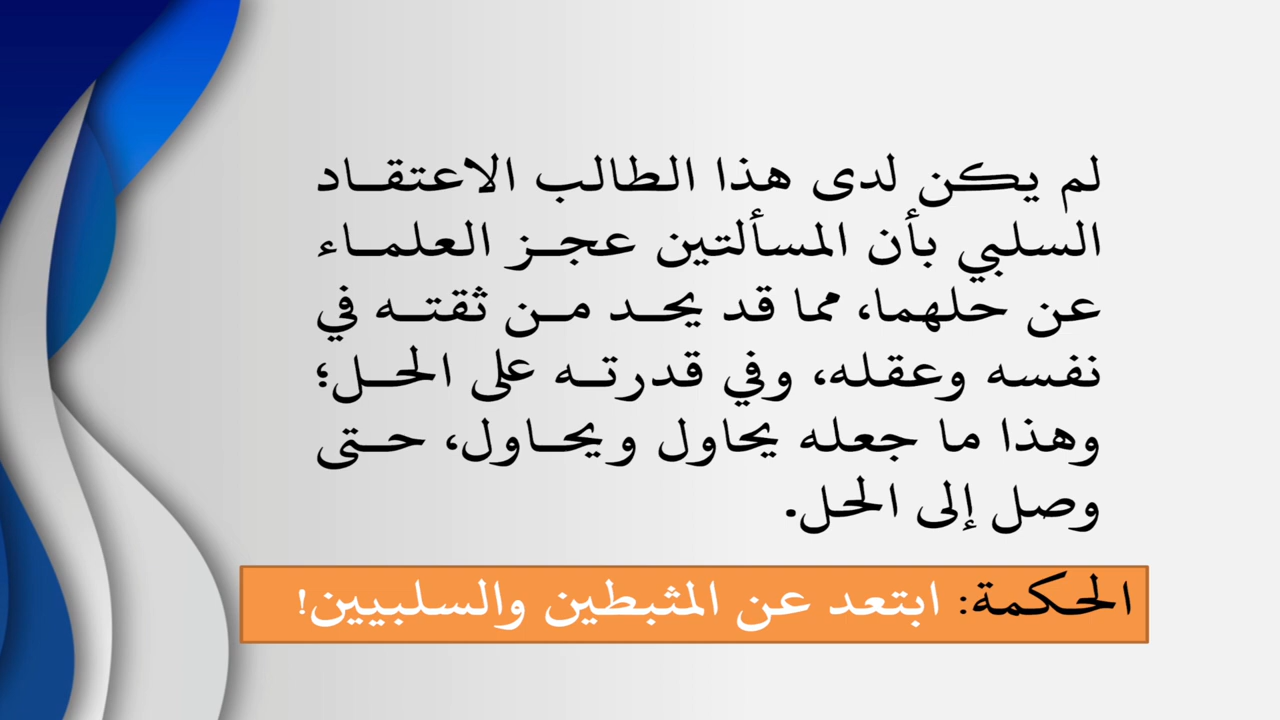 لم يكن لدى هذا الطالب الاعتقاد
السلبي بأن المسألتين عجز العلماء
عن حلهما، مما قد يحد من ثقته في
نفسه وعقله، وفي قدرته على الحل؛
وهذا ما جعله يحاول ويحاول، حتى
وصل إلى الحل.
الحكمة: ابتعد عن المثبطين والسلبيين!